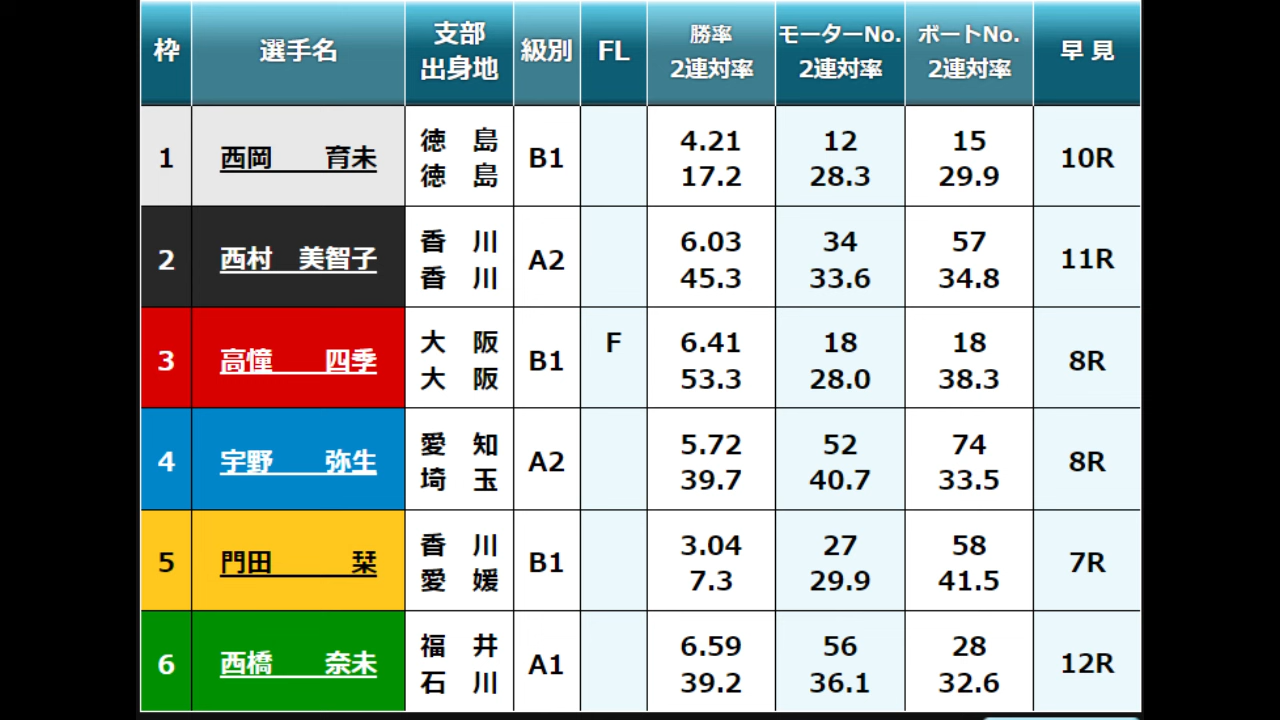 枠 選手名 支部 級別 FL 勝率 モーターNo. ボートNo. 早見
出身地 2連対率 2連対率 2連対率
1 西岡 育未 徳島 B1 4.21 12 15 10R
徳島 17.2 28.3 29.9
2 西村 美智子 香川 A2 6.03 34 57 11R
香川 45.3 33.6 34.8
3 高憧 四季 大阪 B1 F 6.41 18 18 8R
大阪 53.3 28.0 38.3
4 宇野 弥生 愛知 A2 5.72 52 74 8R
埼玉 39.7 40.7 33.5
5 門田 栞 香川 B1 3.04 27 58 7R
愛媛 7.3 29.9 41.5
6 西橋 奈未 福井 A1 6.59 56 28 12R
石川 39.2 36.1 32.6